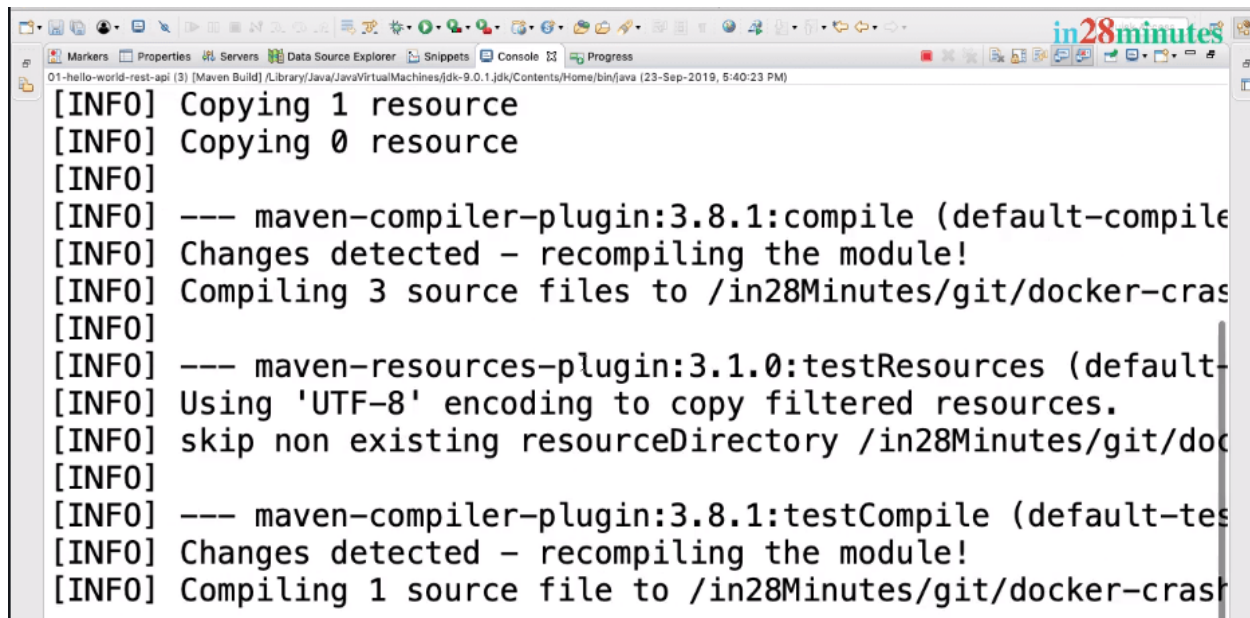 in28minutes
Markers Properties Servers Data Source Explorer Snippets Console Progress
01-hello-world-rest-api (3) [Maven Build] /Library/Java/JavaVirtualMachines/jdk-9.0.1.jdk/Contents/Home/bin/java (23-Sep-2019, 5:40:23 PM)
[INFO] Copying 1 resource
[INFO] Copying 0 resource
[INFO]
[INFO] --- maven-compiler-plugin:3.8.1:compile (default-compile
[INFO] Changes detected - recompiling the module!
[INFO] Compiling 3 source files to /in28Minutes/git/docker-cras
[INFO]
[INFO] --- maven-resources-plugin:3.1.0:testResources (default-
[INFO] Using 'UTF-8' encoding to copy filtered resources.
[INFO] skip non existing resourceDirectory /in28Minutes/git/doc
[INFO]
[INFO] --- maven-compiler-plugin:3.8.1:testCompile (default-tes
[INFO] Changes detected - recompiling the module!
[INFO] Compiling 1 source file to /in28Minutes/git/docker-crash